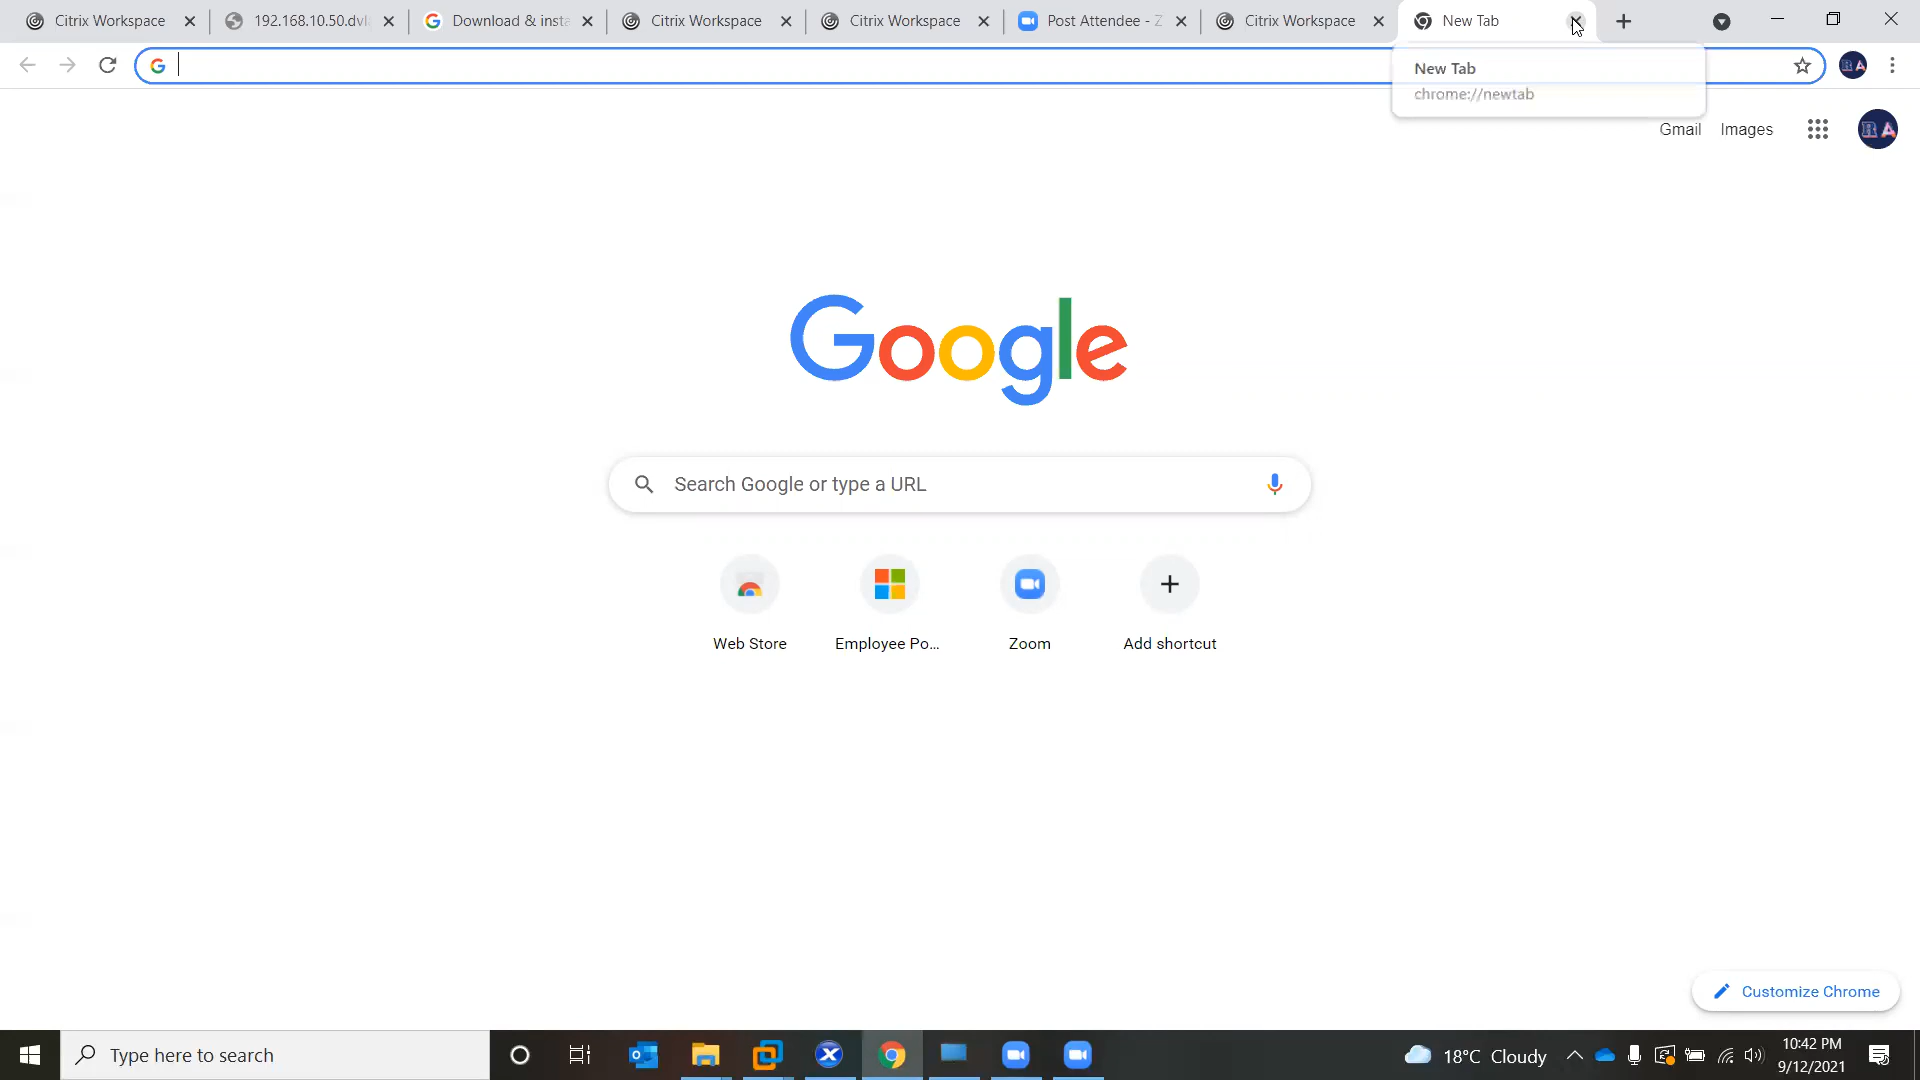 Citrix Workspace
192.168.10.50.dvl
Download & insta
Citrix Workspace
Citrix Workspace
Post Attendee - Z
Citrix Workspace
New Tab
New Tab
chrome://newtab
Gmail
Images
RA
RA
Google
Search Google or type a URL
Web Store
Employee Po...
Zoom
Add shortcut
Customize Chrome
Type here to search
18°C Cloudy
10:42 PM
9/12/2021